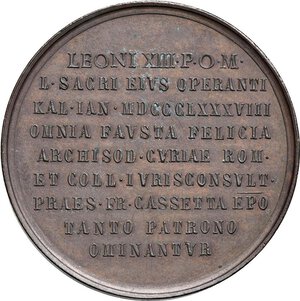 LEONI XIII · P · O · M ·
L · SACRI EIVS OPERANTI
KAL · IAN · MDCCCLXXXVIII
OMNIA FAVSTA FELICIA
ARCHISOD · CVRIAE ROM ·
ET COLL · IVRISCONSVLT ·
PRAES · FR · CASSETTA EPO
TANTO PATRONO
OMINANTVR